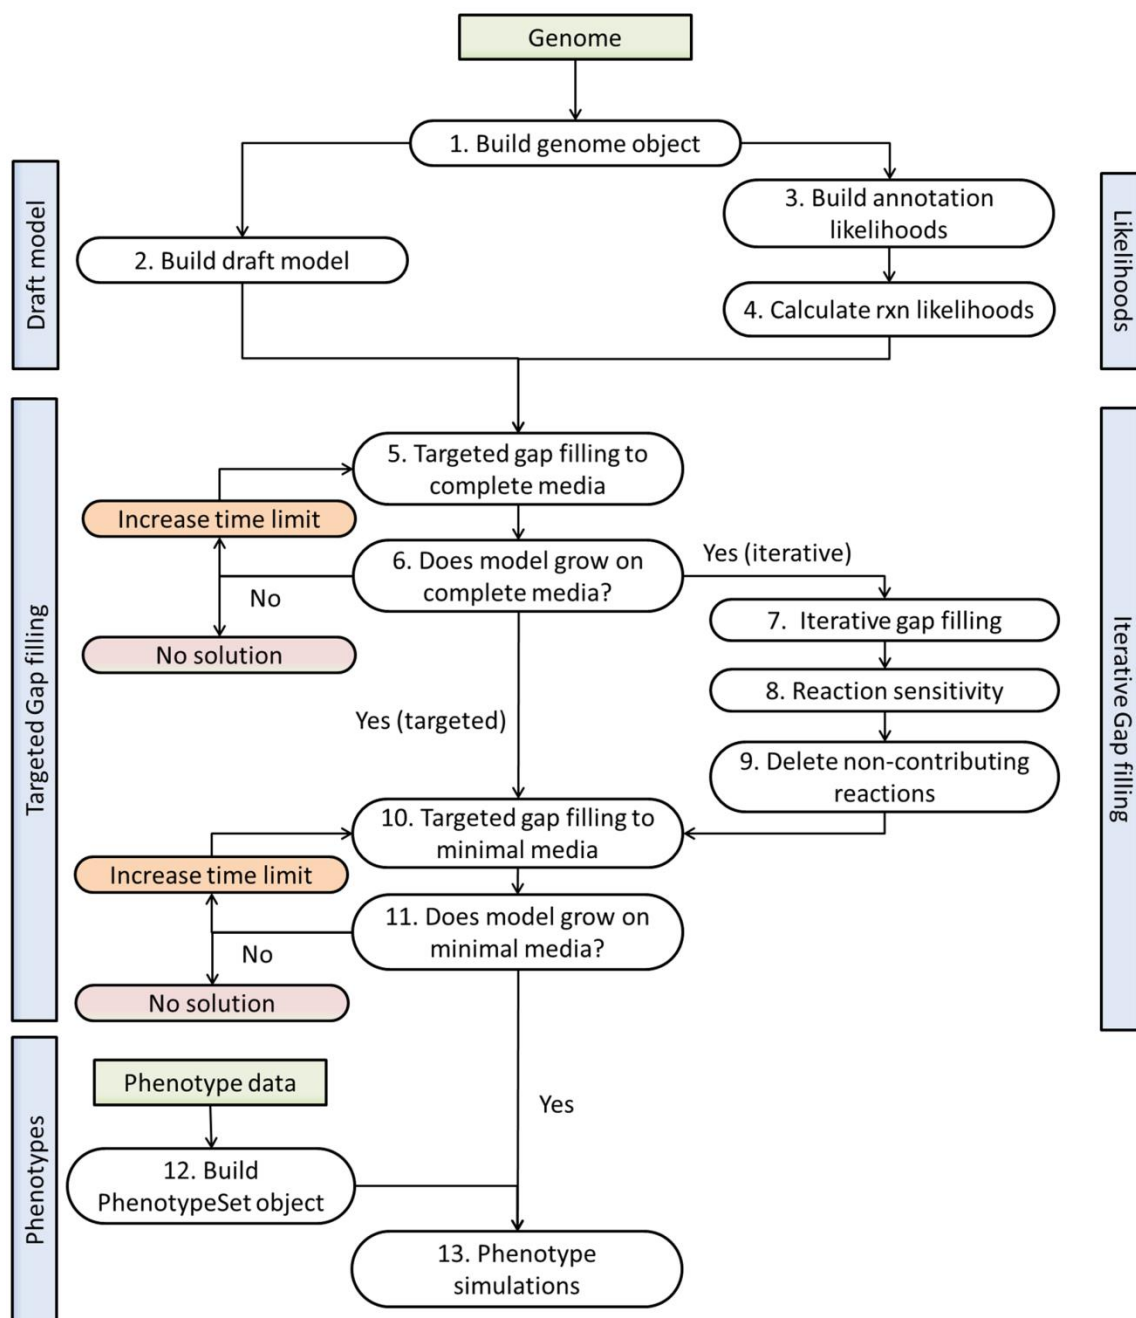 Genome
1. Build genome object
Draft model
2. Build draft model
3. Build annotation
likelihoods
4. Calculate rxn likelihoods
Likelihoods
Targeted Gap filling
5. Targeted gap filling to
complete media
Increase time limit
6. Does model grow on
complete media?
No
No solution
Yes (iterative)
7.  Iterative gap filling
8. Reaction sensitivity
9. Delete non-contributing
reactions
Iterative Gap filling
Yes (targeted)
10. Targeted gap filling to
minimal media
Increase time limit
11. Does model grow on
minimal media?
No
No solution
Yes
Phenotypes
Phenotype data
12. Build
PhenotypeSet object
13. Phenotype
simulations